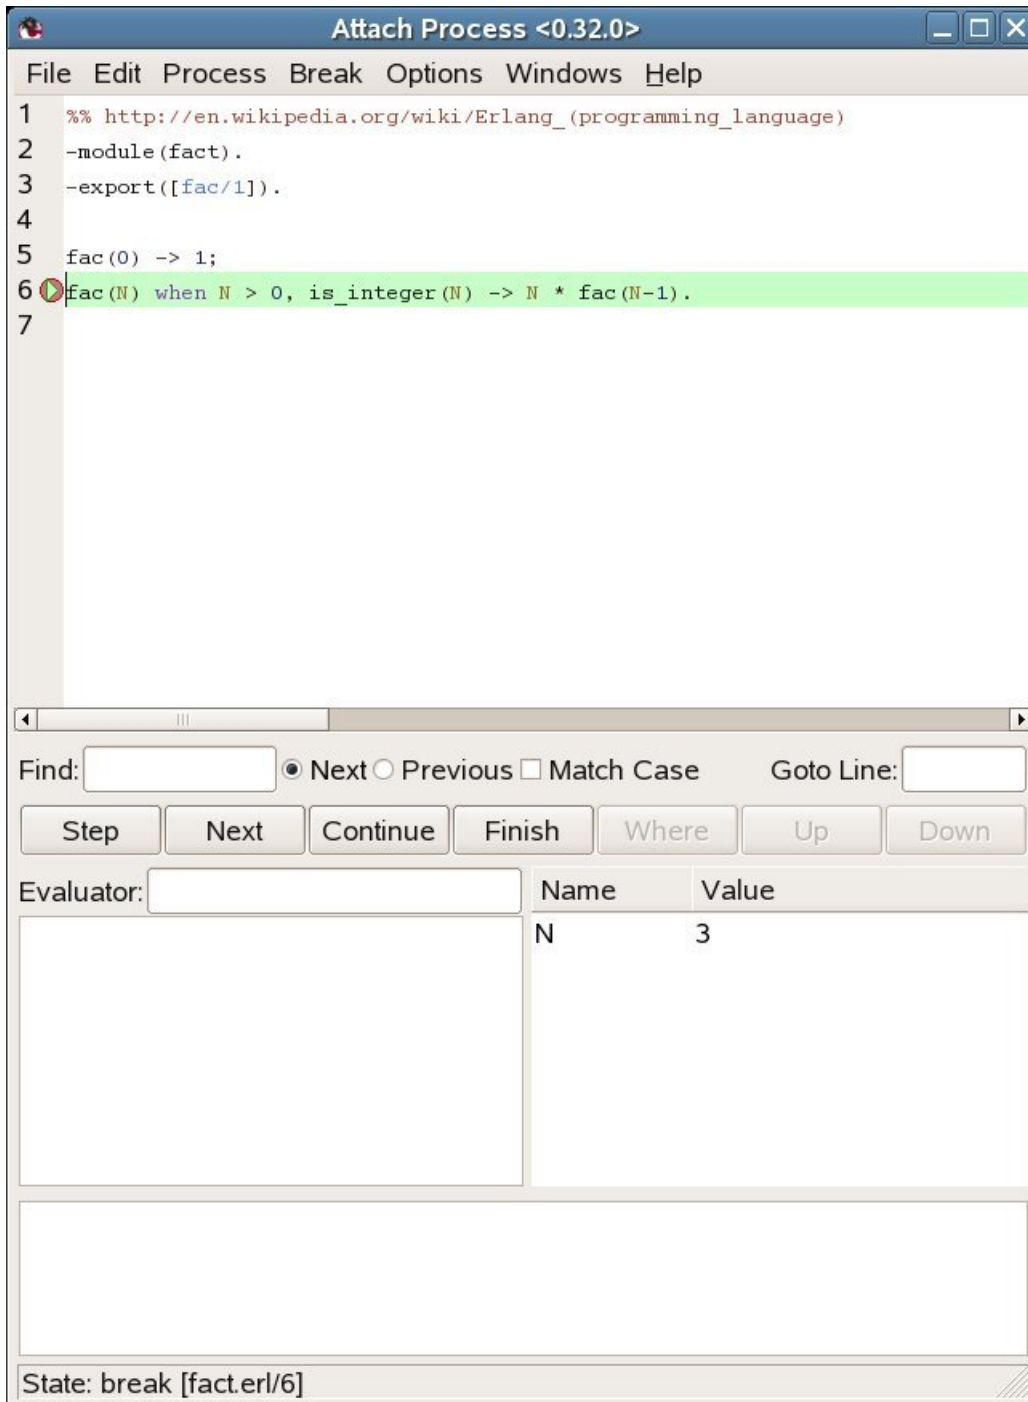 Attach Process <0.32.0>
File Edit Process Break Options Windows Help
1 %% http://en.wikipedia.org/wiki/Erlang_(programming_language)
2 -module(fact).
3 -export([fac/1]).
4
5 fac(0) -> 1;
6 fac(N) when N > 0, is_integer(N) -> N * fac(N-1).
7
Find: Next Previous Match Case Goto Line:
Step Next Continue Finish Where Up Down
Evaluator: Name Value
N 3
State: break [fact.erl/6]